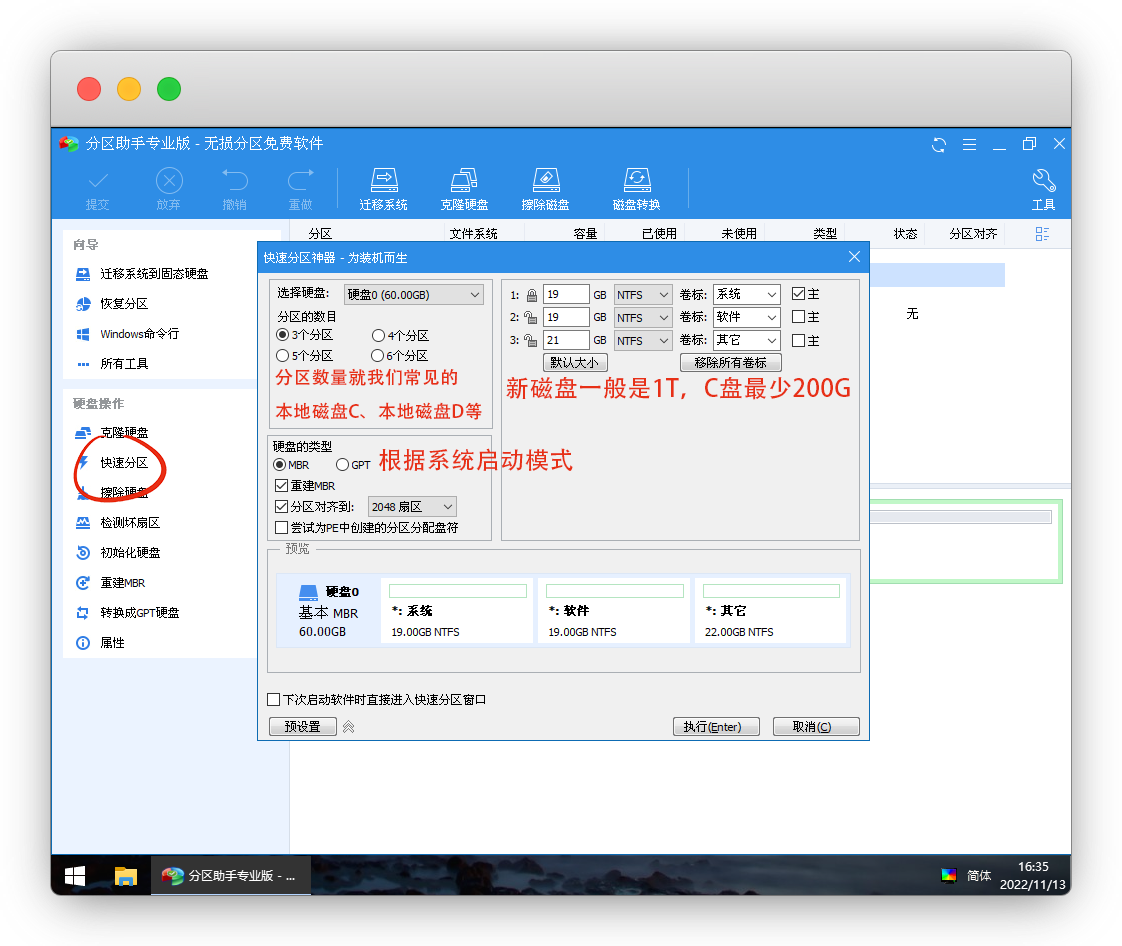 分区助手专业版 - 无损分区免费软件
提交
放弃
撤销
重做
迁移系统
克隆硬盘
擦除磁盘
磁盘转换
工具
向导
迁移系统到固态硬盘
恢复分区
Windows命令行
所有工具
硬盘操作
克隆硬盘
快速分区
擦除硬盘
检测坏扇区
初始化硬盘
重建MBR
转换成GPT硬盘
属性
分区 文件系统 容量 已使用 未使用 类型 状态 分区对齐
无
快速分区神器 - 为装机而生
选择硬盘: 硬盘0 (60.00GB)
分区的数目
3个分区 4个分区
5个分区 6个分区
分区数量就我们常见的
本地磁盘C、本地磁盘D等
1: 19 GB NTFS 卷标: 系统 主
2: 19 GB NTFS 卷标: 软件 主
3: 21 GB NTFS 卷标: 其它 主
默认大小 移除所有卷标
新磁盘一般是1T，C盘最少200G
硬盘的类型
MBR GPT
根据系统启动模式
重建MBR
分区对齐到: 2048 扇区
尝试为PE中创建的分区分配盘符
预览
硬盘0
基本 MBR
60.00GB
*: 系统
19.00GB NTFS
*: 软件
19.00GB NTFS
*: 其它
22.00GB NTFS
下次启动软件时直接进入快速分区窗口
预设置 执行(Enter) 取消(C)
分区助手专业版 - ...
简体
16:35
2022/11/13